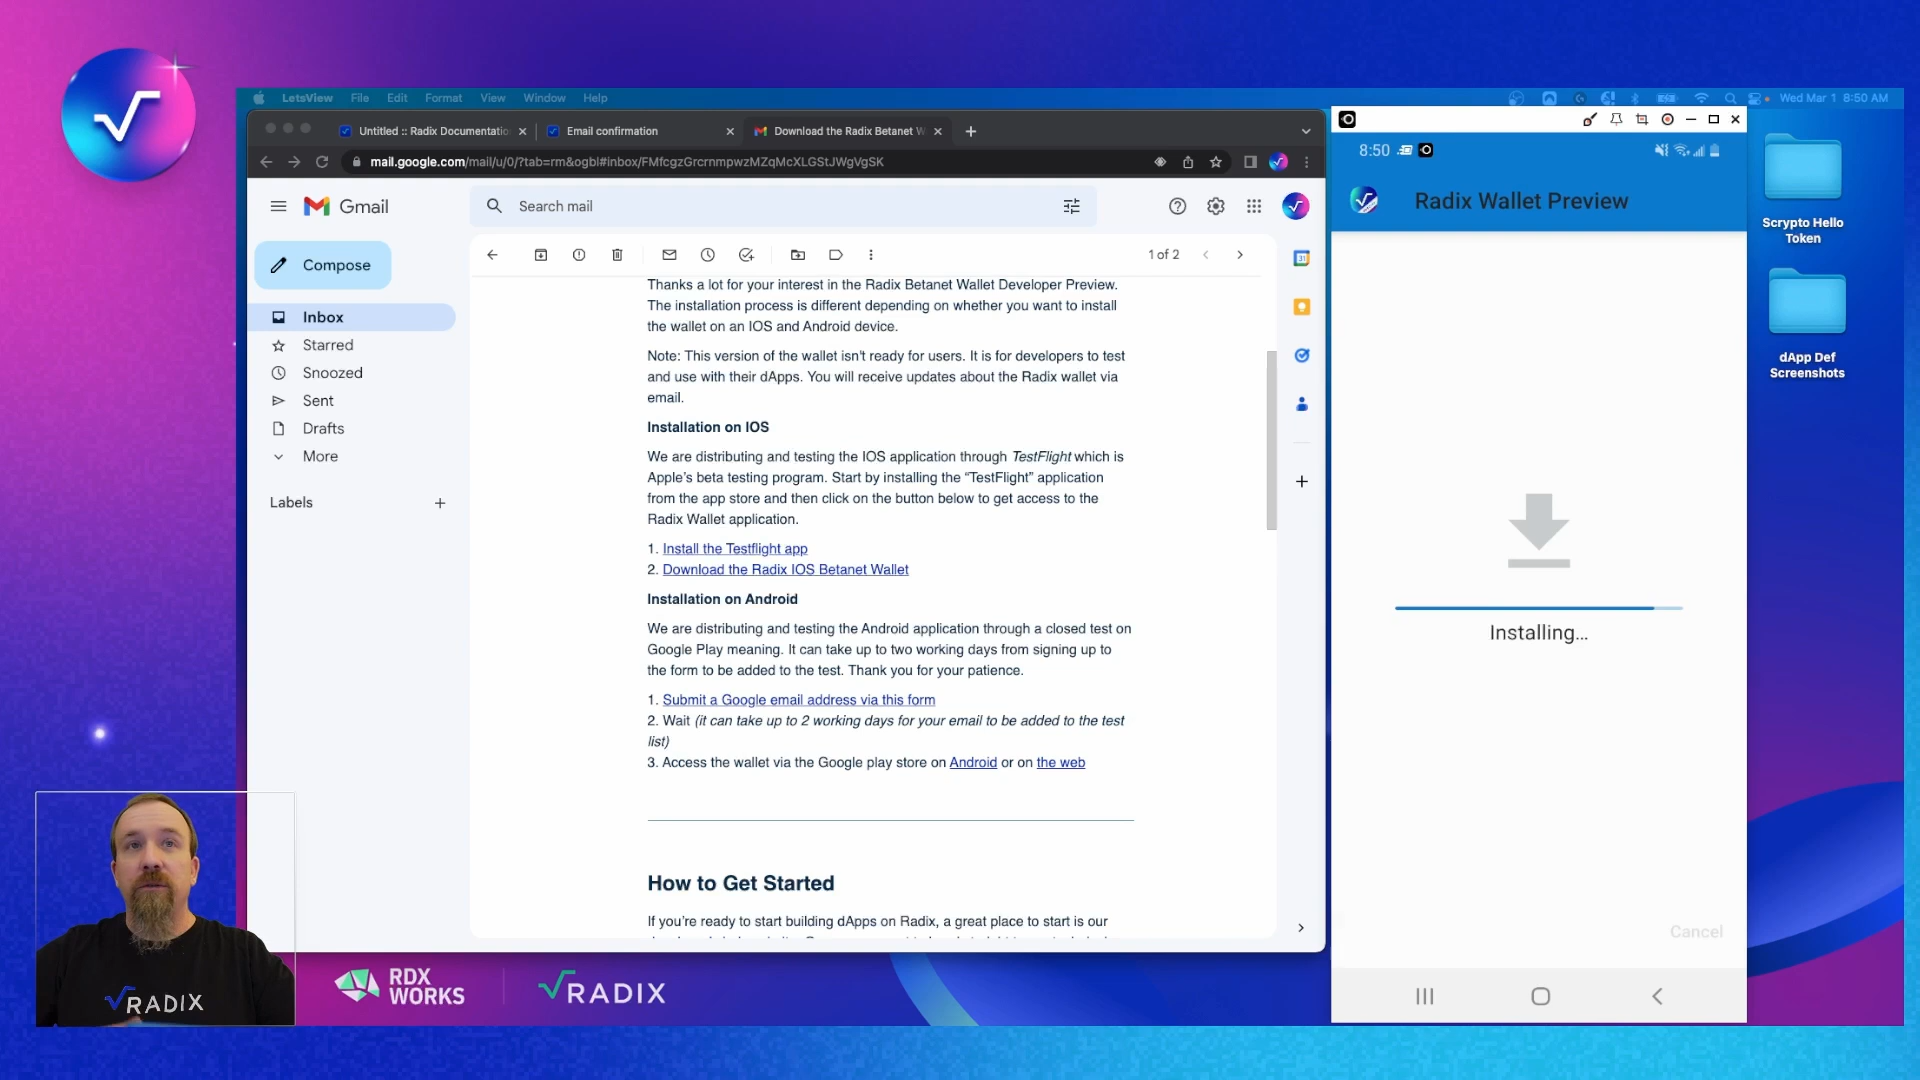 LetsView File Edit Format View Window Help
Wed Mar 1 8:50 AM
Untitled :: Radix Documentatio
Email confirmation
Download the Radix Betanet W
mail.google.com/mail/u/0/?tab=rm&ogbl#inbox/FMfcgzGrcrnmpwzMZqMcXLGStJWgVgSK
Gmail
Search mail
Compose
Inbox
Starred
Snoozed
Sent
Drafts
More
Labels
1 of 2
Thanks a lot for your interest in the Radix Betanet Wallet Developer Preview.
The installation process is different depending on whether you want to install
the wallet on an IOS and Android device.
Note: This version of the wallet isn't ready for users. It is for developers to test
and use with their dApps. You will receive updates about the Radix wallet via
email.
Installation on IOS
We are distributing and testing the IOS application through TestFlight which is
Apple's beta testing program. Start by installing the “TestFlight” application
from the app store and then click on the button below to get access to the
Radix Wallet application.
1. Install the Testflight app
2. Download the Radix IOS Betanet Wallet
Installation on Android
We are distributing and testing the Android application through a closed test on
Google Play meaning. It can take up to two working days from signing up to
the form to be added to the test. Thank you for your patience.
1. Submit a Google email address via this form
2. Wait (it can take up to 2 working days for your email to be added to the test
list)
3. Access the wallet via the Google play store on Android or on the web
How to Get Started
If you're ready to start building dApps on Radix, a great place to start is our
8:50
Radix Wallet Preview
Installing...
Cancel
Scrypto Hello
Token
dApp Def
Screenshots
RADIX
RDX
WORKS
RADIX